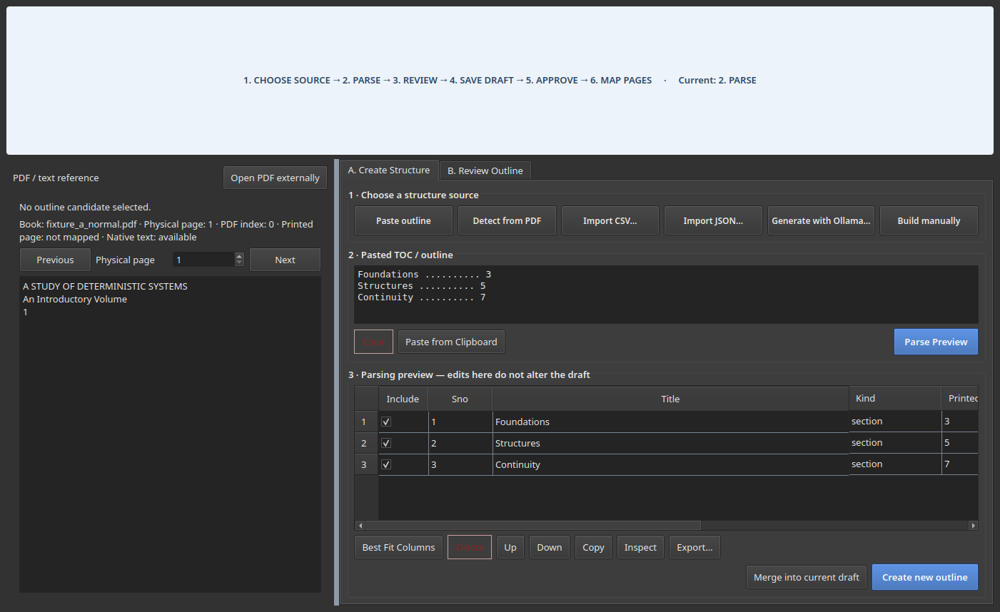 1. CHOOSE SOURCE → 2. PARSE → 3. REVIEW → 4. SAVE DRAFT → 5. APPROVE → 6. MAP PAGES · Current: 2. PARSE
PDF / text reference
Open PDF externally
No outline candidate selected.
Book: fixture_a_normal.pdf · Physical page: 1 · PDF index: 0 · Printed
page: not mapped · Native text: available
Previous
Physical page
1
Next
A STUDY OF DETERMINISTIC SYSTEMS
An Introductory Volume
1
A. Create Structure
B. Review Outline
1 · Choose a structure source
Paste outline
Detect from PDF
Import CSV...
Import JSON...
Generate with Ollama...
Build manually
2 · Pasted TOC / outline
Foundations .......... 3
Structures .......... 5
Continuity .......... 7
Clear
Paste from Clipboard
Parse Preview
3 · Parsing preview — edits here do not alter the draft
Include Sno Title Kind Printed
1 1 Foundations section 3
2 2 Structures section 5
3 3 Continuity section 7
Best Fit Columns
Delete
Up
Down
Copy
Inspect
Export...
Merge into current draft
Create new outline